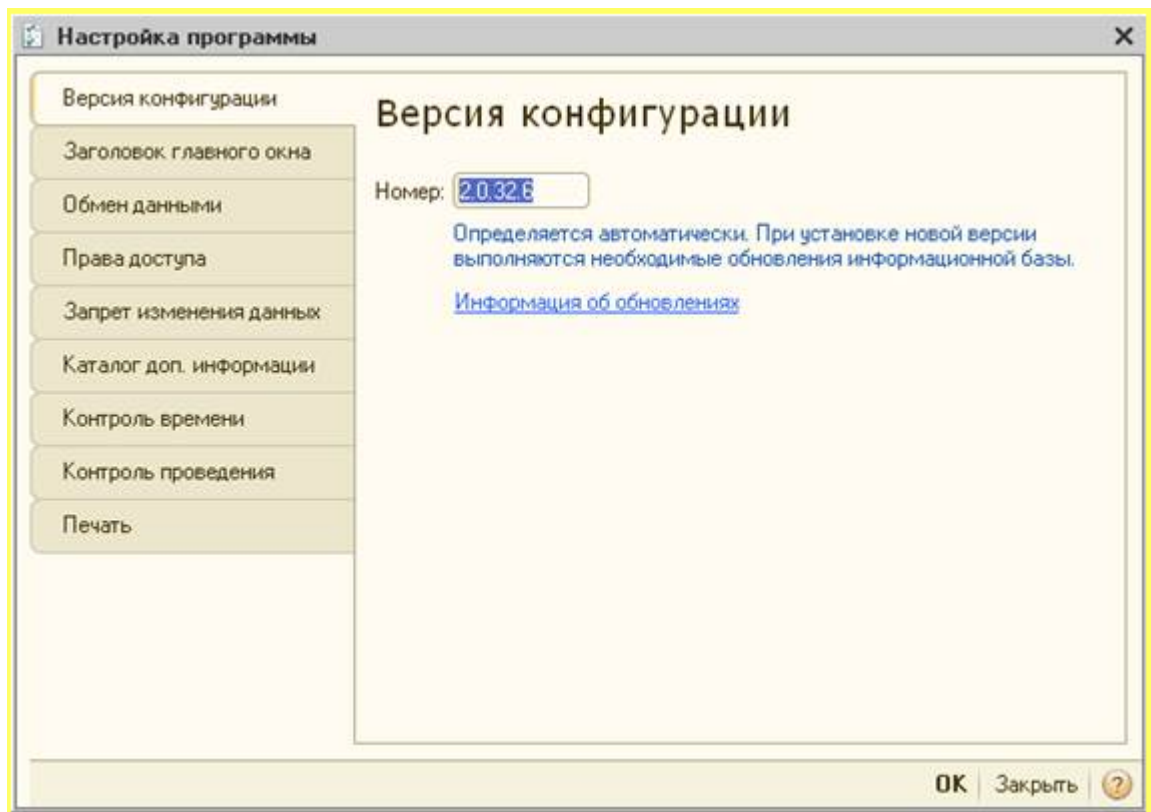 Настройка программы
Версия конфигурации
Заголовок главного окна
Обмен данными
Права доступа
Запрет изменения данных
Каталог доп. информации
Контроль времени
Контроль проведения
Печать
Версия конфигурации
Номер: 2.0.32.6
Определяется автоматически. При установке новой версии
выполняются необходимые обновления информационной базы.
Информация об обновлениях
OK Закрыть ?